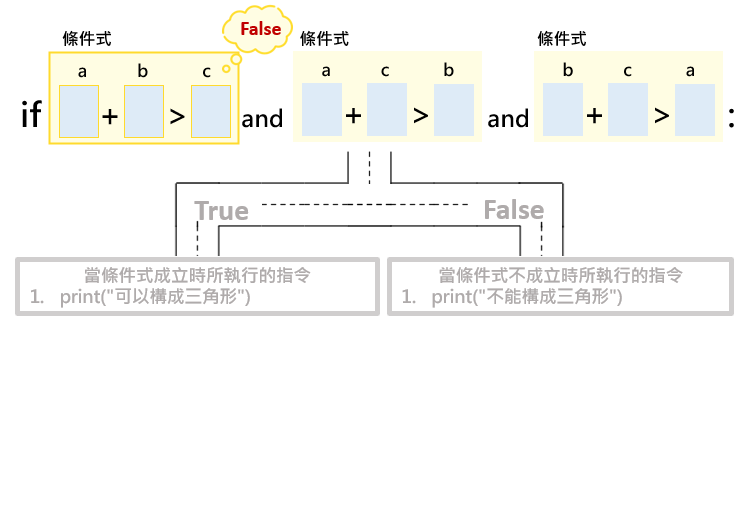 False
條件式 條件式 條件式
a b c a c b b c a
if + > and + > and + > :
True False
當條件式成立時所執行的指令
1. print("可以構成三角形")
當條件式不成立時所執行的指令
1. print("不能構成三角形")